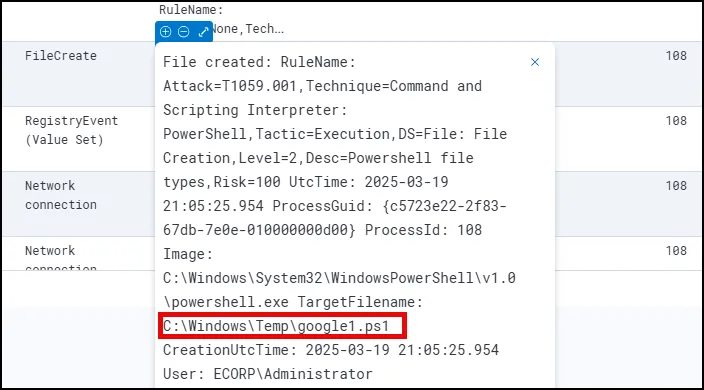 RuleName:
None,Tech...
FileCreate
108
File created: RuleName:
Attack=T1059.001,Technique=Command and
Scripting Interpreter:
PowerShell,Tactic=Execution,DS=File: File
Creation,Level=2,Desc=Powershell file
types,Risk=100 UtcTime: 2025-03-19
21:05:25.954 ProcessGuid: {c5723e22-2f83-
67db-7e0e-010000000d00} ProcessId: 108
Image:
C:\Windows\System32\WindowsPowerShell\v1.0
\powershell.exe TargetFilename:
C:\Windows\Temp\google1.ps1
CreationUtcTime: 2025-03-19 21:05:25.954
User: ECORP\Administrator
RegistryEvent
(Value Set)
108
Network
connection
108
Network
connection
108